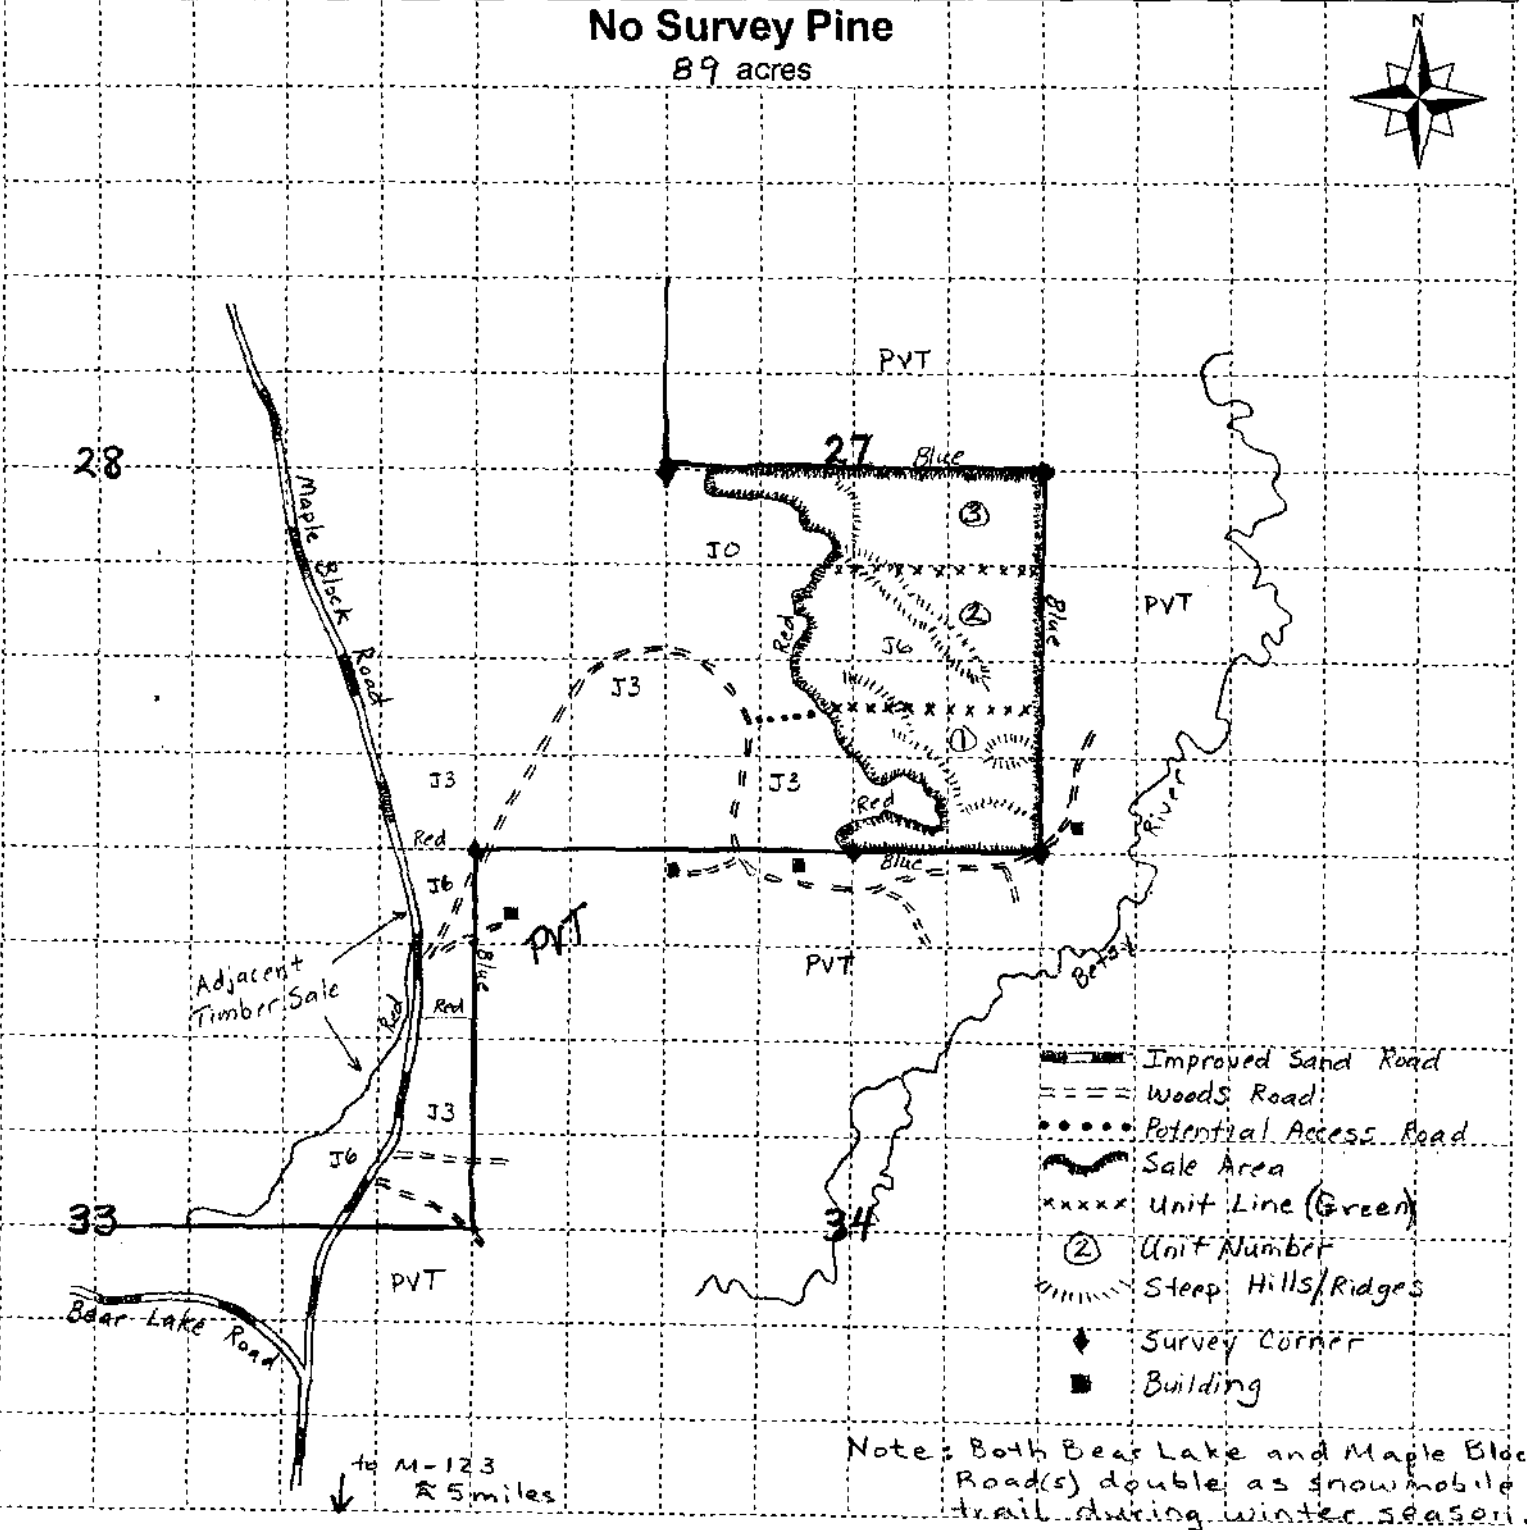 No Survey Pine
89 acres
N
PVT
28
27
Blue
Maple Block Road
3
JO
2
Blue
PVT
Red
J6
J3
1
J3
J3
Red
Red
Blue
J6
River
PVT
Blue
PVT
Betsy
Adjacent
Timber Sale
Red
Red
Improved Sand Road
Woods Road
J3
Potential Access Road
J6
Sale Area
Unit Line (Green)
33
34
2 Unit Number
PVT
Steep Hills/Ridges
Bear Lake Road
Survey Corner
Building
to M-123
≈ 5 miles
Note: Both Bear Lake and Maple Bloc
Road(s) double as snowmobile
trail during winter season.